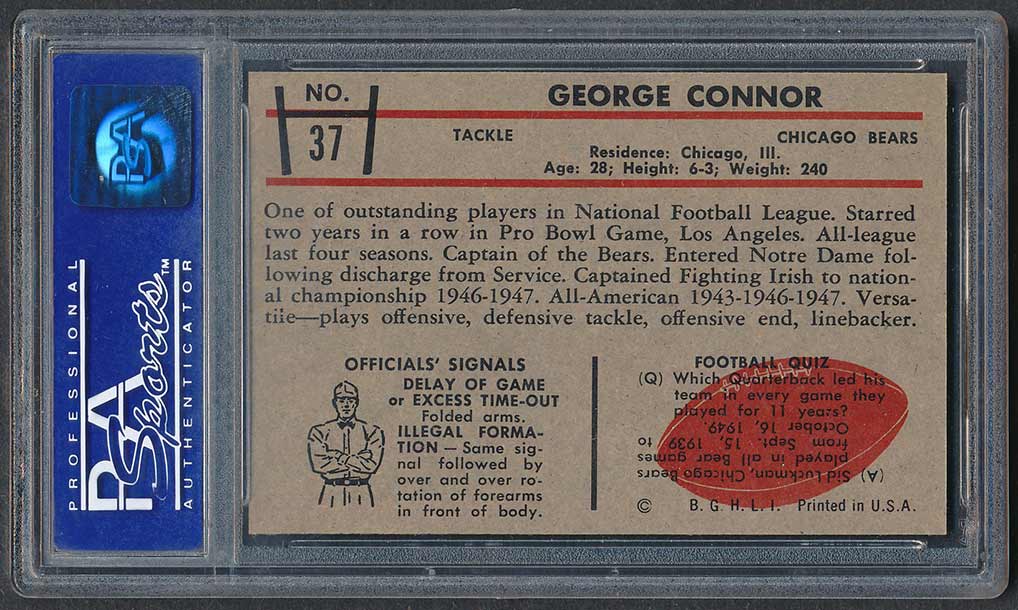 PSA
PROFESSIONAL
PSA
Sports™
AUTHENTICATOR
NO.
37
GEORGE CONNOR
TACKLE CHICAGO BEARS
Residence: Chicago, Ill.
Age: 28; Height: 6-3; Weight: 240
One of outstanding players in National Football League. Starred
two years in a row in Pro Bowl Game, Los Angeles. All-league
last four seasons. Captain of the Bears. Entered Notre Dame fol-
lowing discharge from Service. Captained Fighting Irish to nation-
al championship 1946-1947. All-American 1943-1946-1947. Versa-
tile—plays offensive, defensive tackle, offensive end, linebacker.
OFFICIALS' SIGNALS
DELAY OF GAME
or EXCESS TIME-OUT
Folded arms.
ILLEGAL FORMA-
TION — Same sig-
nal followed by
over and over ro-
tation of forearms
in front of body.
FOOTBALL QUIZ
(Q) Which Quarterback led his
team in every game they
played for 11 years?
(A) Sid Luckman, Chicago Bears
played in all Bear games
from Sept. 15, 1939 to
October 16, 1949.
© B. G. H. L. I. Printed in U.S.A.